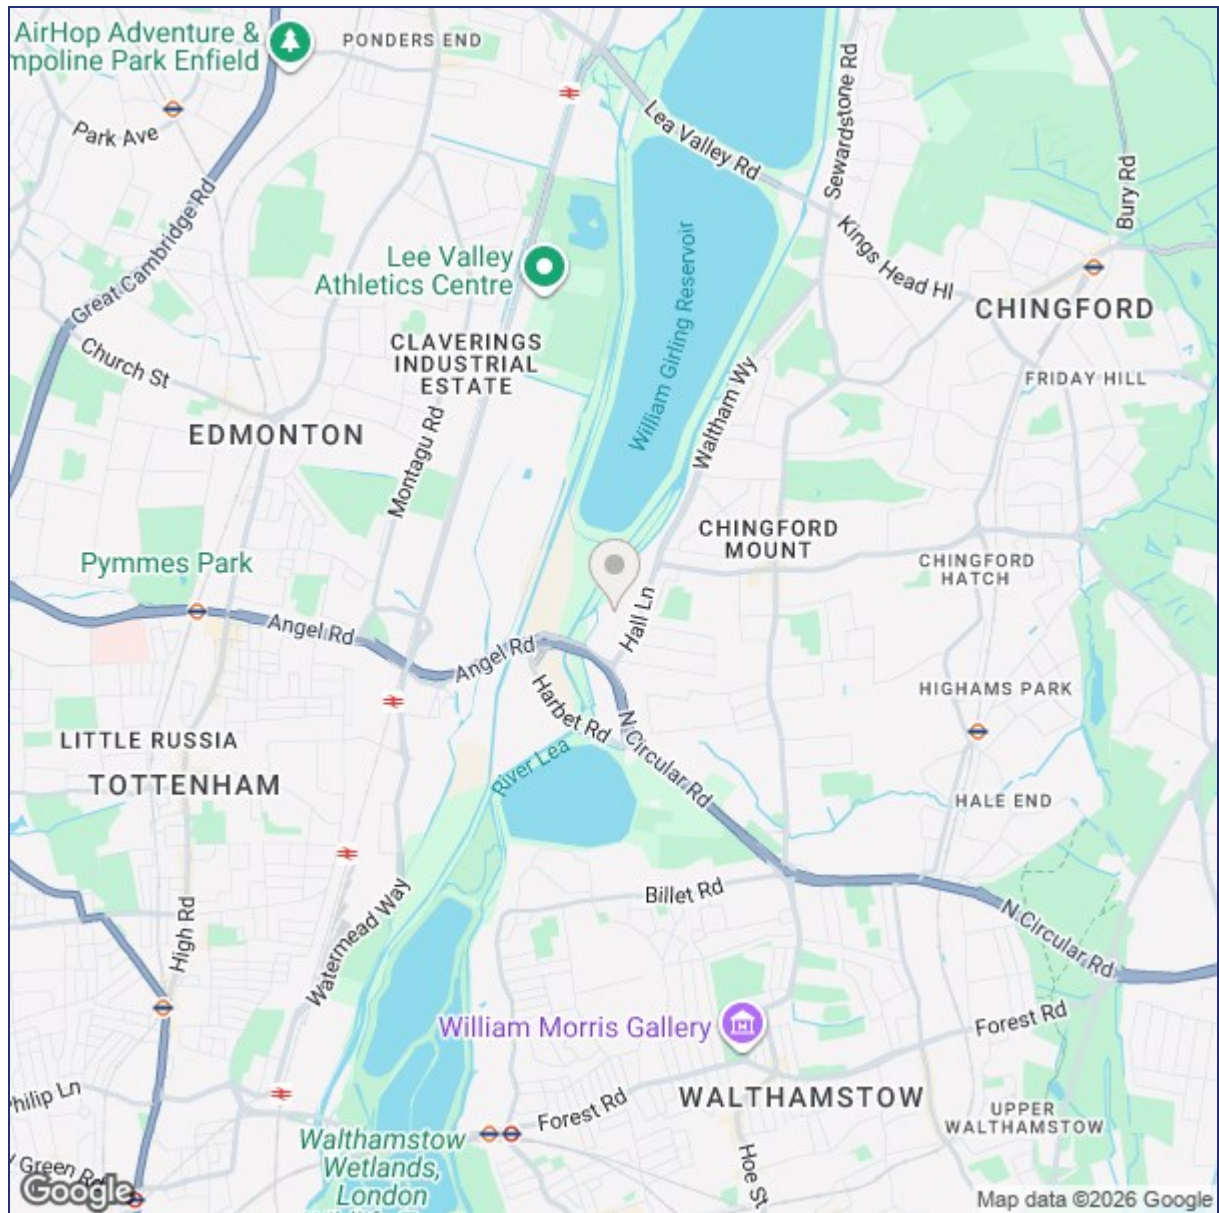 AirHop Adventure &
mpoline Park Enfield
PONDERS END
Park Ave
Lea Valley Rd
Sewardstone Rd
Bury Rd
Great Cambridge Rd
Kings Head Hl
Lee Valley
Athletics Centre
William Girling Reservoir
CHINGFORD
CLAVERINGS
INDUSTRIAL
ESTATE
Church St
FRIDAY HILL
Waltham Wy
EDMONTON
Montagu Rd
CHINGFORD
MOUNT
Pymmes Park
CHINGFORD
HATCH
Hall Ln
Angel Rd
Angel Rd
Harbet Rd
HIGHAMS PARK
N Circular Rd
LITTLE RUSSIA
TOTTENHAM
River Lea
HALE END
Billet Rd
High Rd
Watermead Way
N Circular Rd
William Morris Gallery
Forest Rd
Philip Ln
WALTHAMSTOW
Forest Rd
UPPER
WALTHAMSTOW
Walthamstow
Wetlands,
London
Hoe St
Green Rd
Google
Map data ©2026 Google